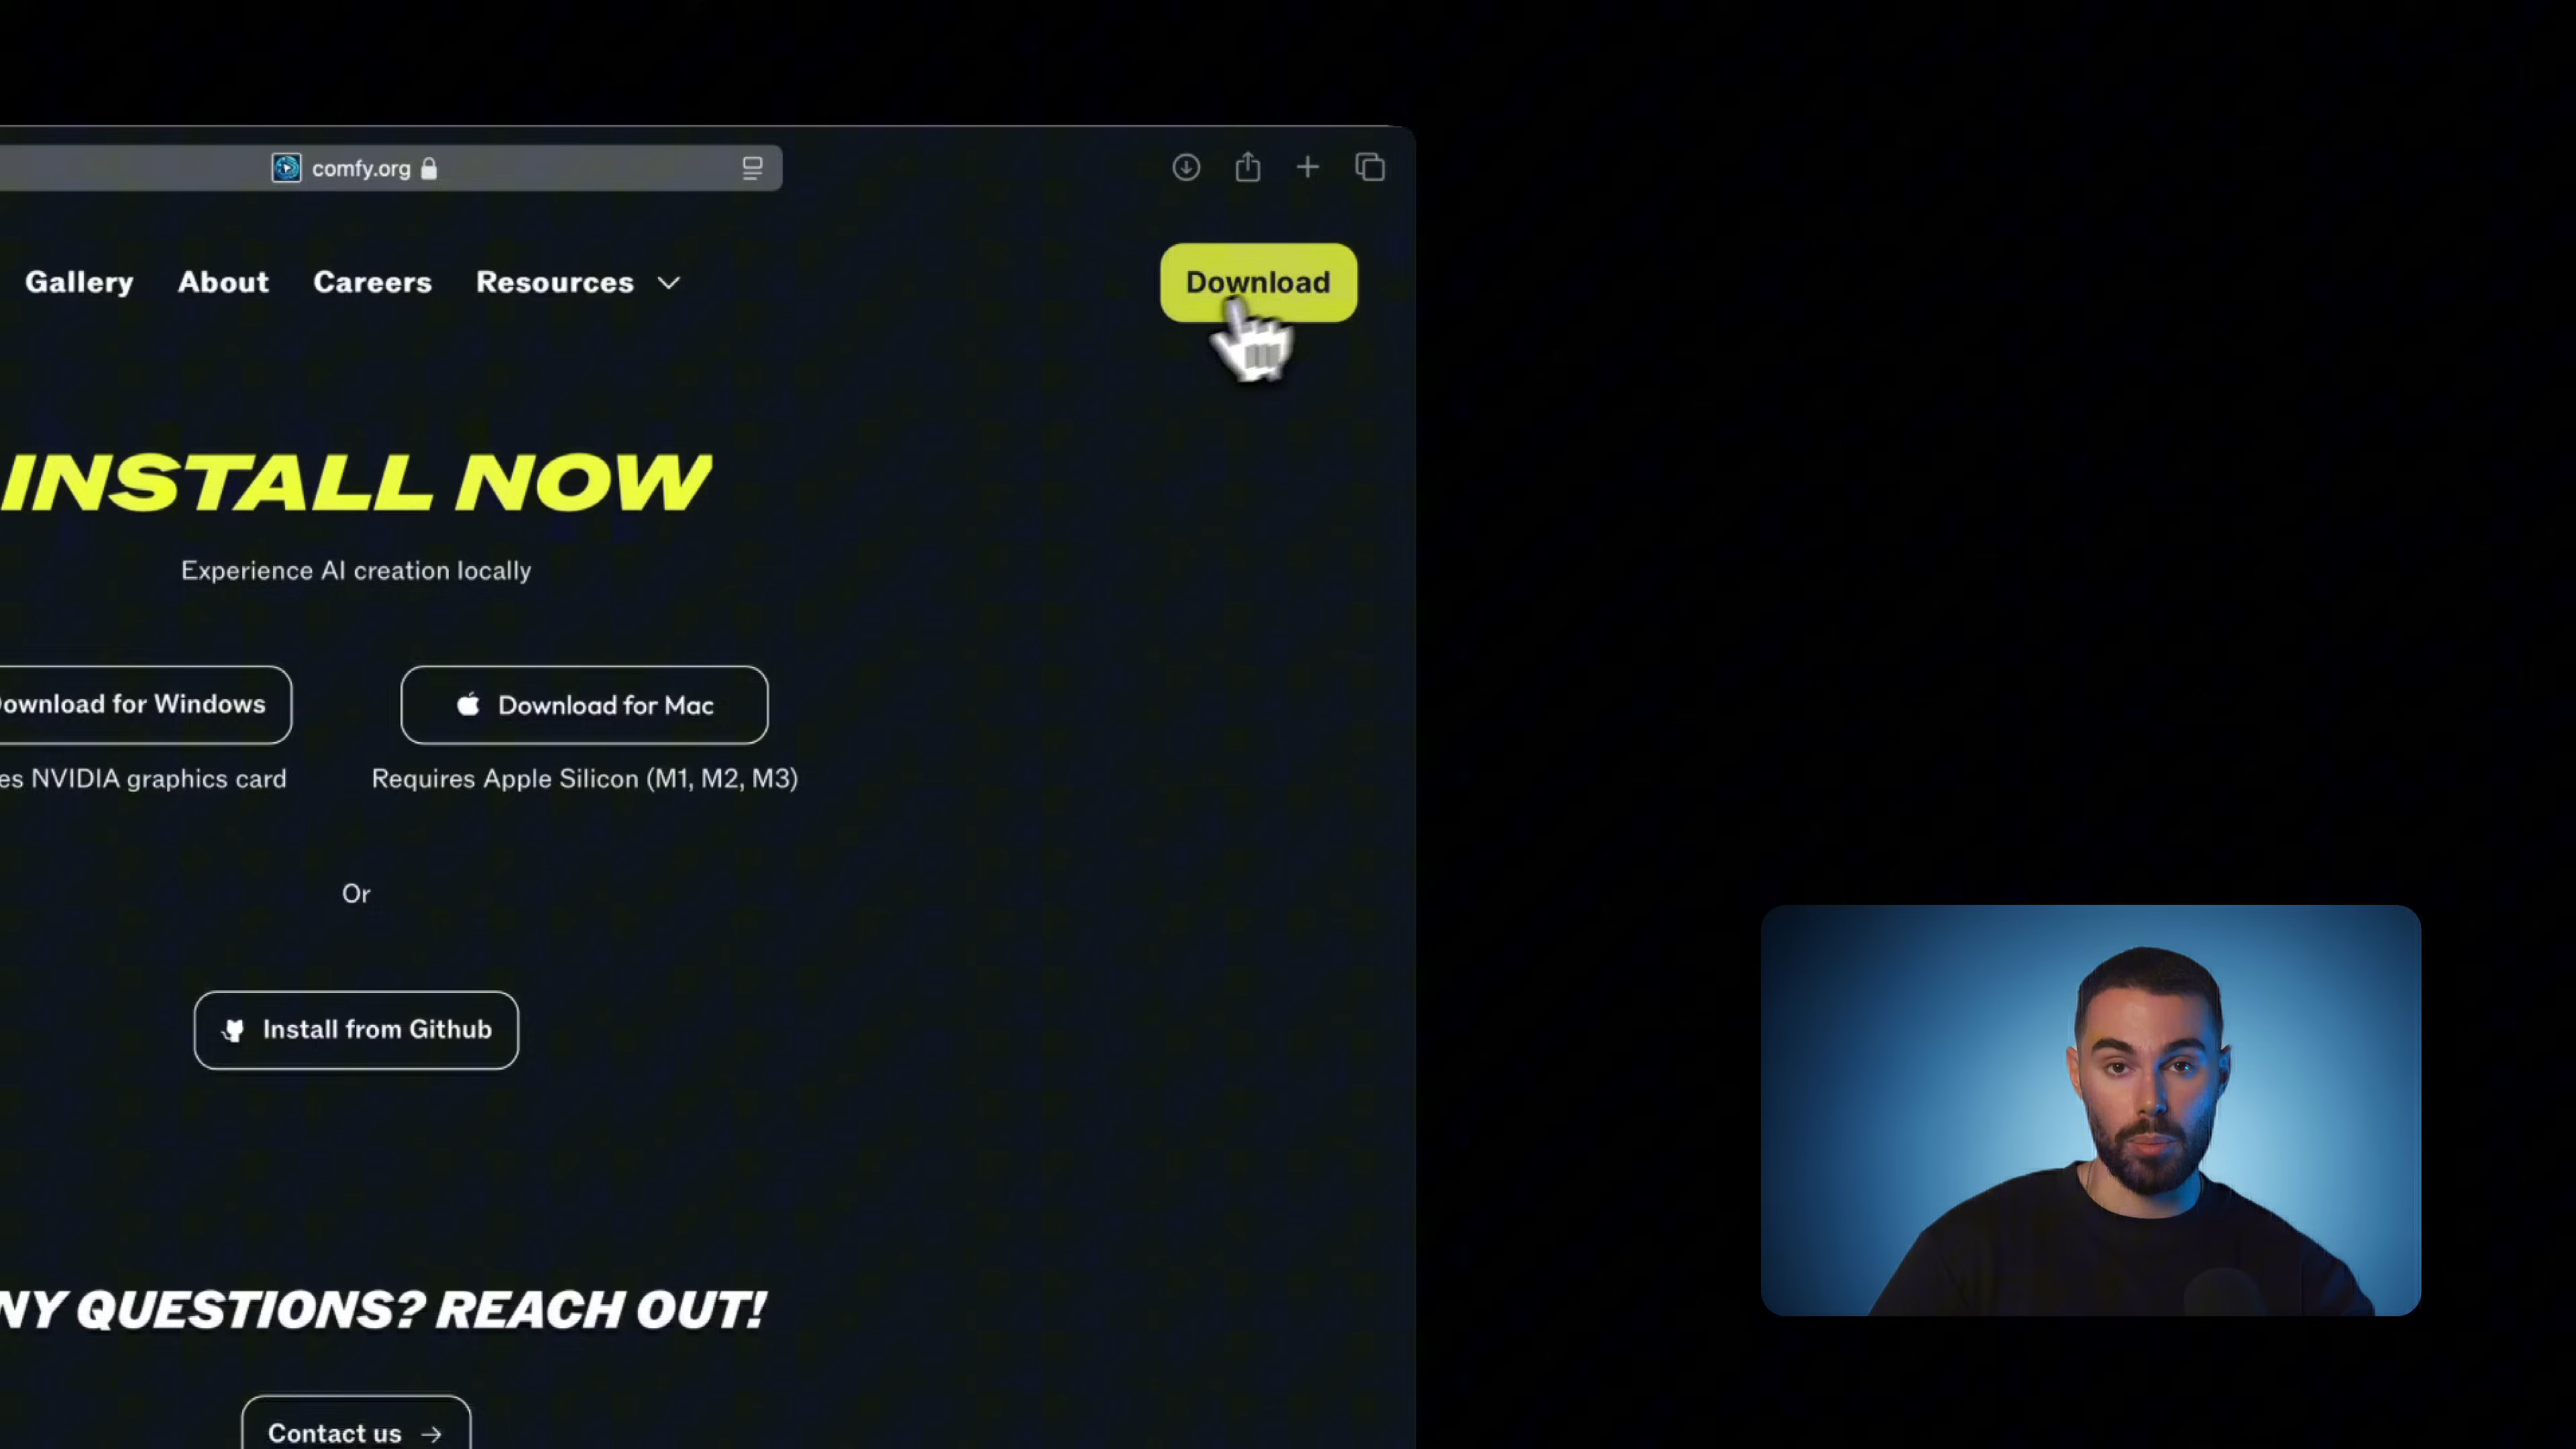 comfy.org
Gallery About Careers Resources Download
INSTALL NOW
Experience AI creation locally
ownload for Windows Download for Mac
es NVIDIA graphics card Requires Apple Silicon (M1, M2, M3)
Or
Install from Github
NY QUESTIONS? REACH OUT!
Contact us →